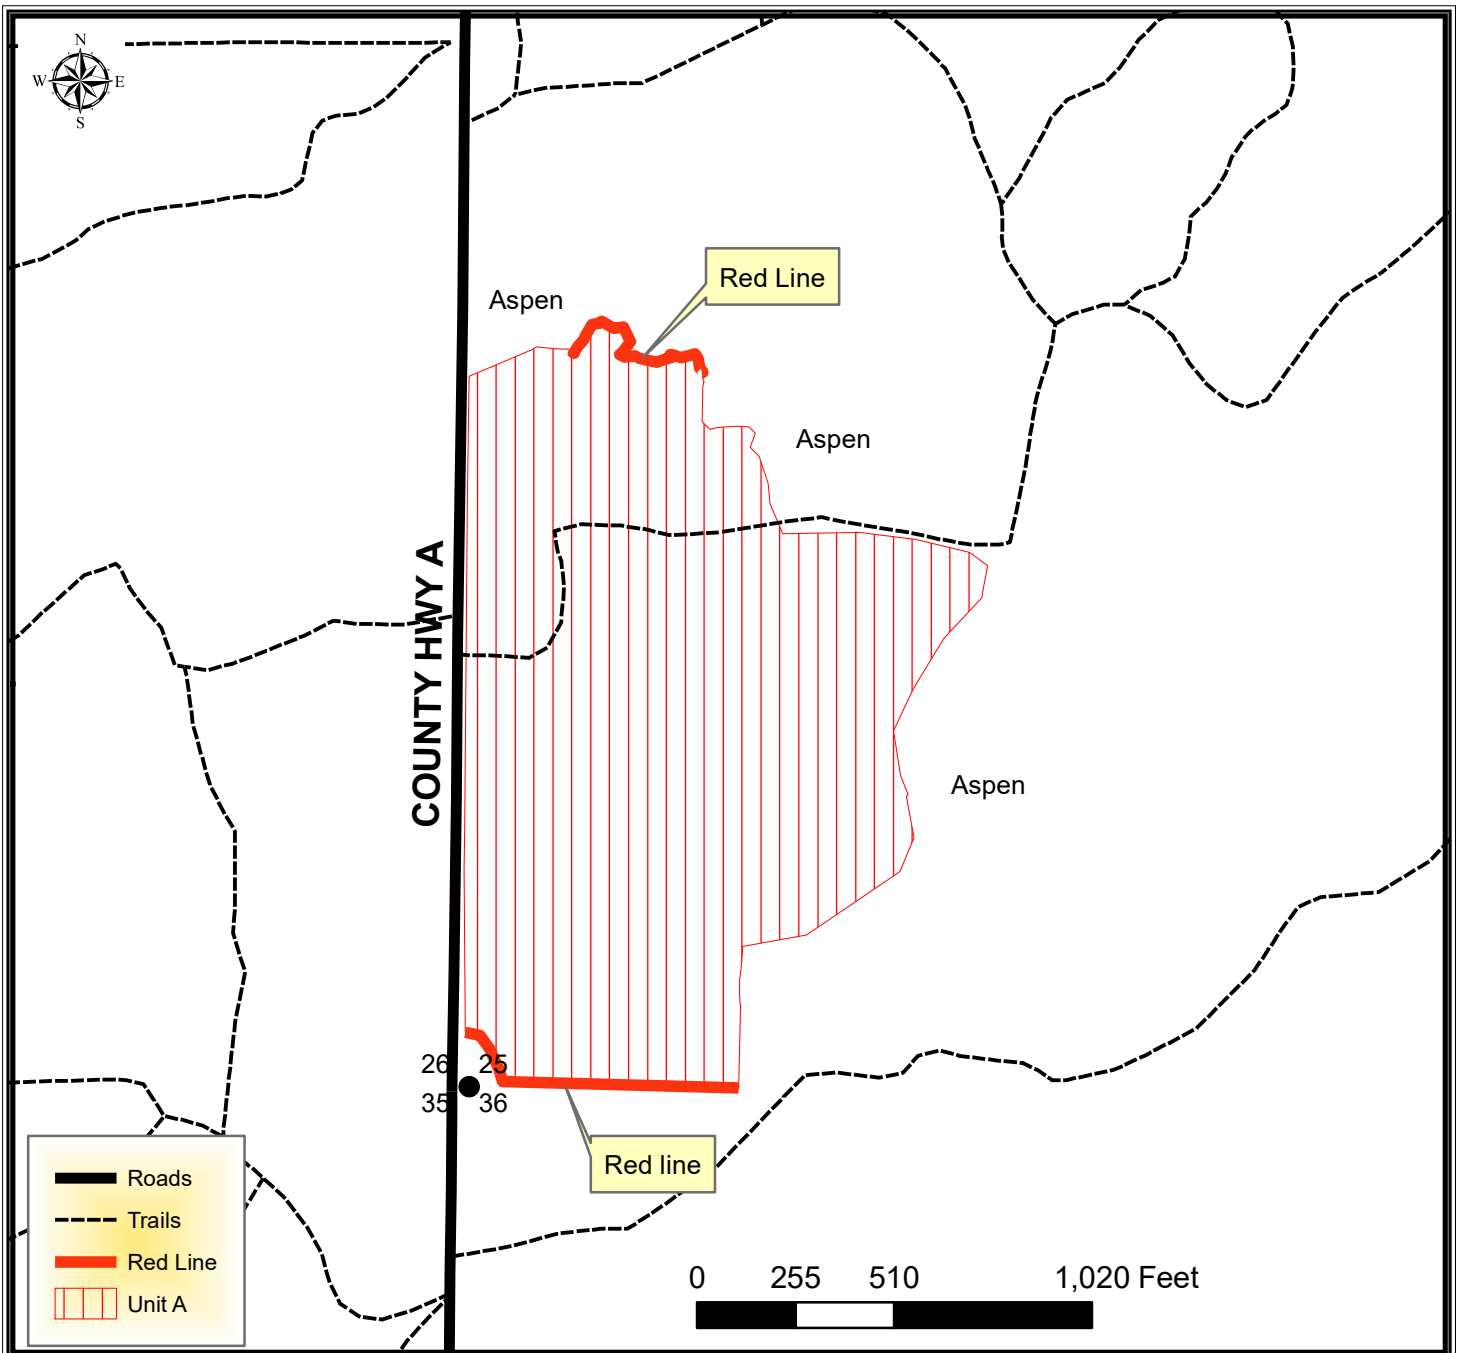 N
W E
S
Red Line
Aspen
Aspen
COUNTY HWY A
Aspen
26 25
35 36
Red line
Roads
Trails
Red Line
Unit A
0 255 510 1,020 Feet